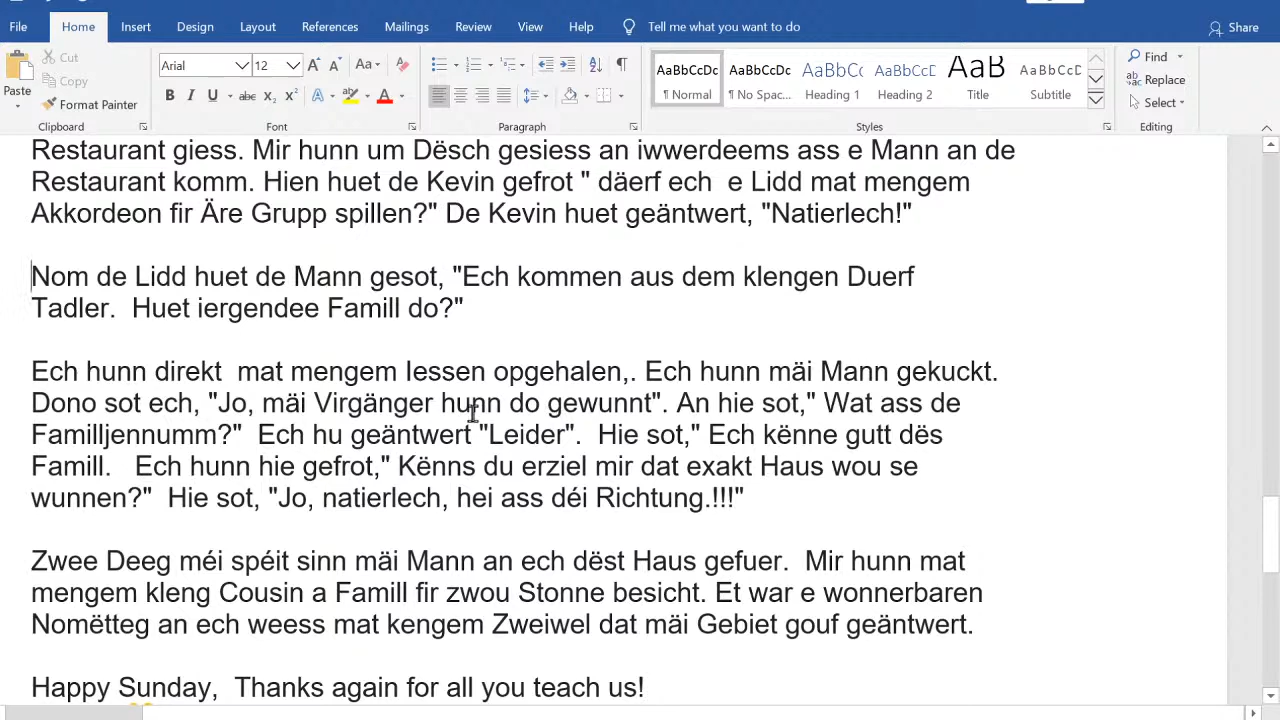 File Home Insert Design Layout References Mailings Review View Help Tell me what you want to do Share
Cut
Copy
Format Painter
Paste
Arial 12 Aa
B I U abc x₂ x² A
AaBbCcDc AaBbCcDc AaBbCc AaBbCcD AaB AaBbCcD
¶ Normal ¶ No Spac... Heading 1 Heading 2 Title Subtitle
Find
Replace
Select
Clipboard Font Paragraph Styles Editing
Restaurant giess. Mir hunn um Dësch gesiess an iwwerdeems ass e Mann an de
Restaurant komm. Hien huet de Kevin gefrot " däerf ech  e Lidd mat mengem
Akkordeon fir Äre Grupp spillen?" De Kevin huet geäntwert, "Natierlech!"
Nom de Lidd huet de Mann gesot, "Ech kommen aus dem klengen Duerf
Tadler.  Huet iergendee Famill do?"
Ech hunn direkt  mat mengem Iessen opgehalen,. Ech hunn mäi Mann gekuckt.
Dono sot ech, "Jo, mäi Virgänger hunn do gewunnt". An hie sot," Wat ass de
Familljennumm?"  Ech hu geäntwert "Leider".  Hie sot," Ech kënne gutt dës
Famill.   Ech hunn hie gefrot," Kënns du erziel mir dat exakt Haus wou se
wunnen?"  Hie sot, "Jo, natierlech, hei ass déi Richtung.!!!"
Zwee Deeg méi spéit sinn mäi Mann an ech dëst Haus gefuer.  Mir hunn mat
mengem kleng Cousin a Famill fir zwou Stonne besicht. Et war e wonnerbaren
Nomëtteg an ech weess mat kengem Zweiwel dat mäi Gebiet gouf geäntwert.
Happy Sunday,  Thanks again for all you teach us!